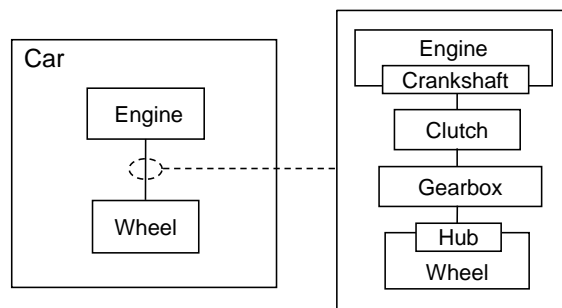 Car
Engine
Wheel
Engine
Crankshaft
Clutch
Gearbox
Hub
Wheel